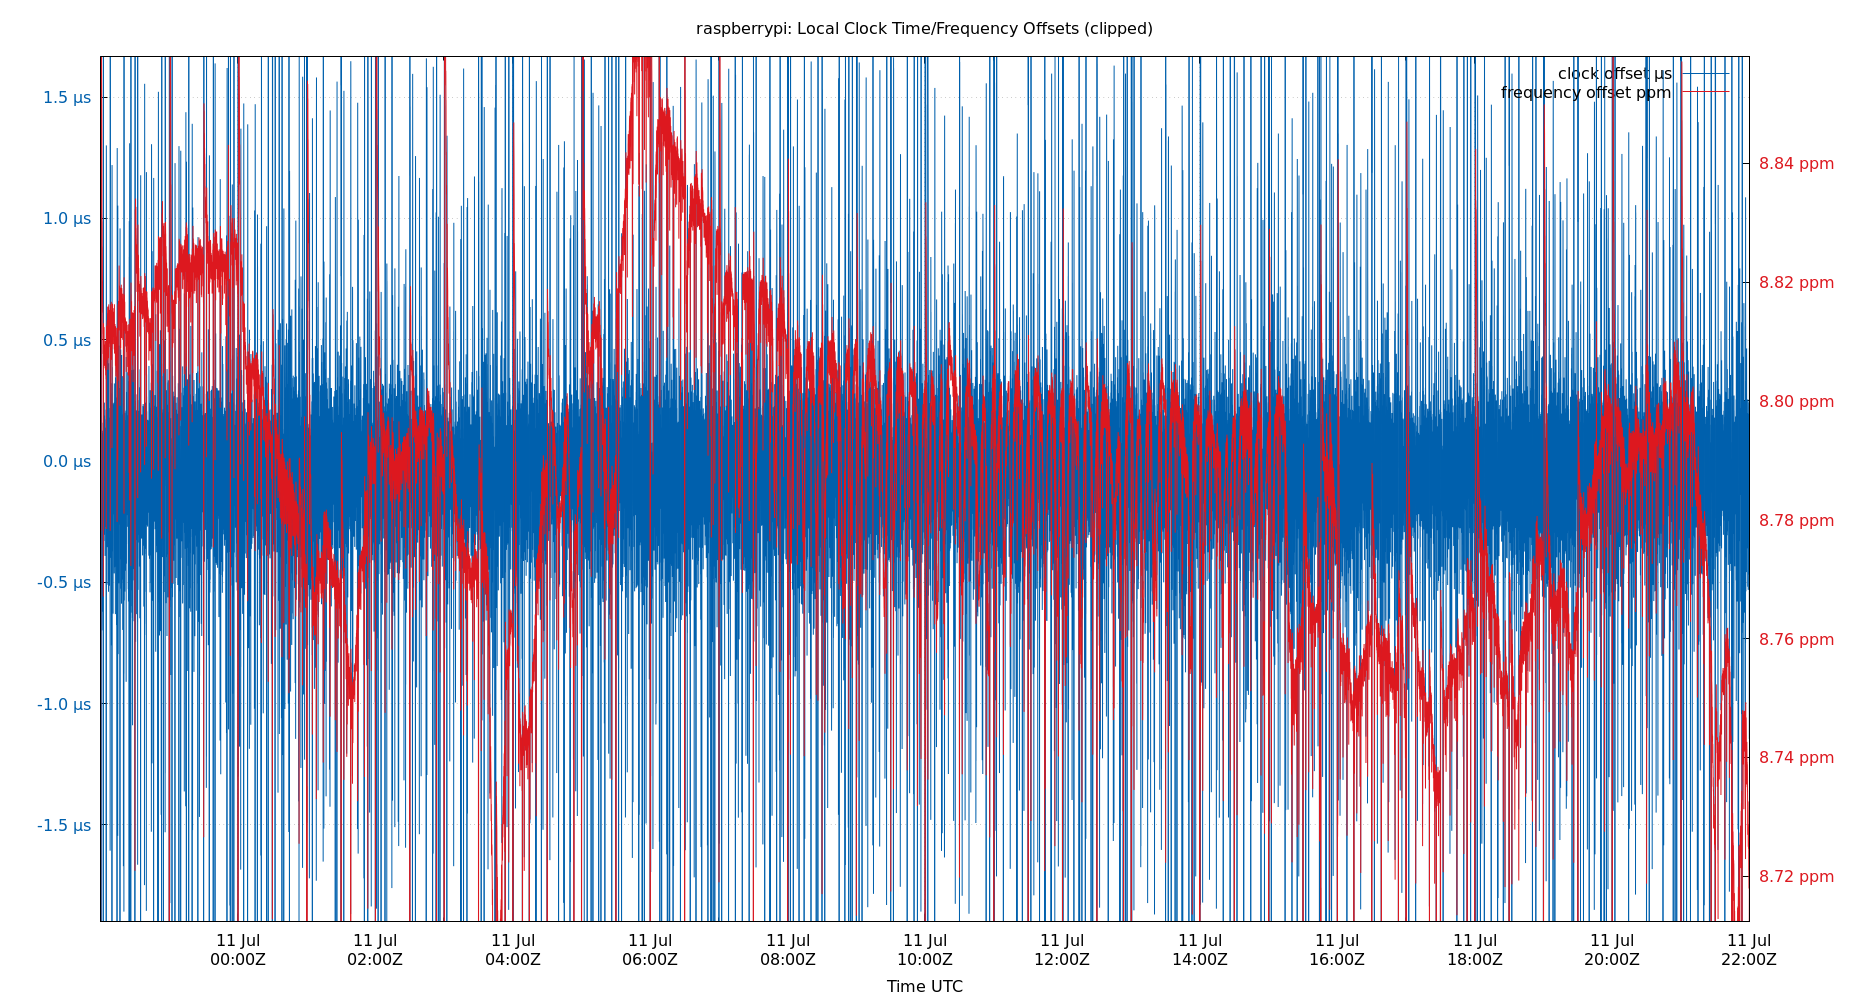 raspberrypi: Local Clock Time/Frequency Offsets (clipped)
clock offset µs
frequency offset ppm
1.5 µs
1.0 µs
0.5 µs
0.0 µs
-0.5 µs
-1.0 µs
-1.5 µs
8.84 ppm
8.82 ppm
8.80 ppm
8.78 ppm
8.76 ppm
8.74 ppm
8.72 ppm
11 Jul 11 Jul 11 Jul 11 Jul 11 Jul 11 Jul 11 Jul 11 Jul 11 Jul 11 Jul 11 Jul 11 Jul
00:00Z 02:00Z 04:00Z 06:00Z 08:00Z 10:00Z 12:00Z 14:00Z 16:00Z 18:00Z 20:00Z 22:00Z
Time UTC